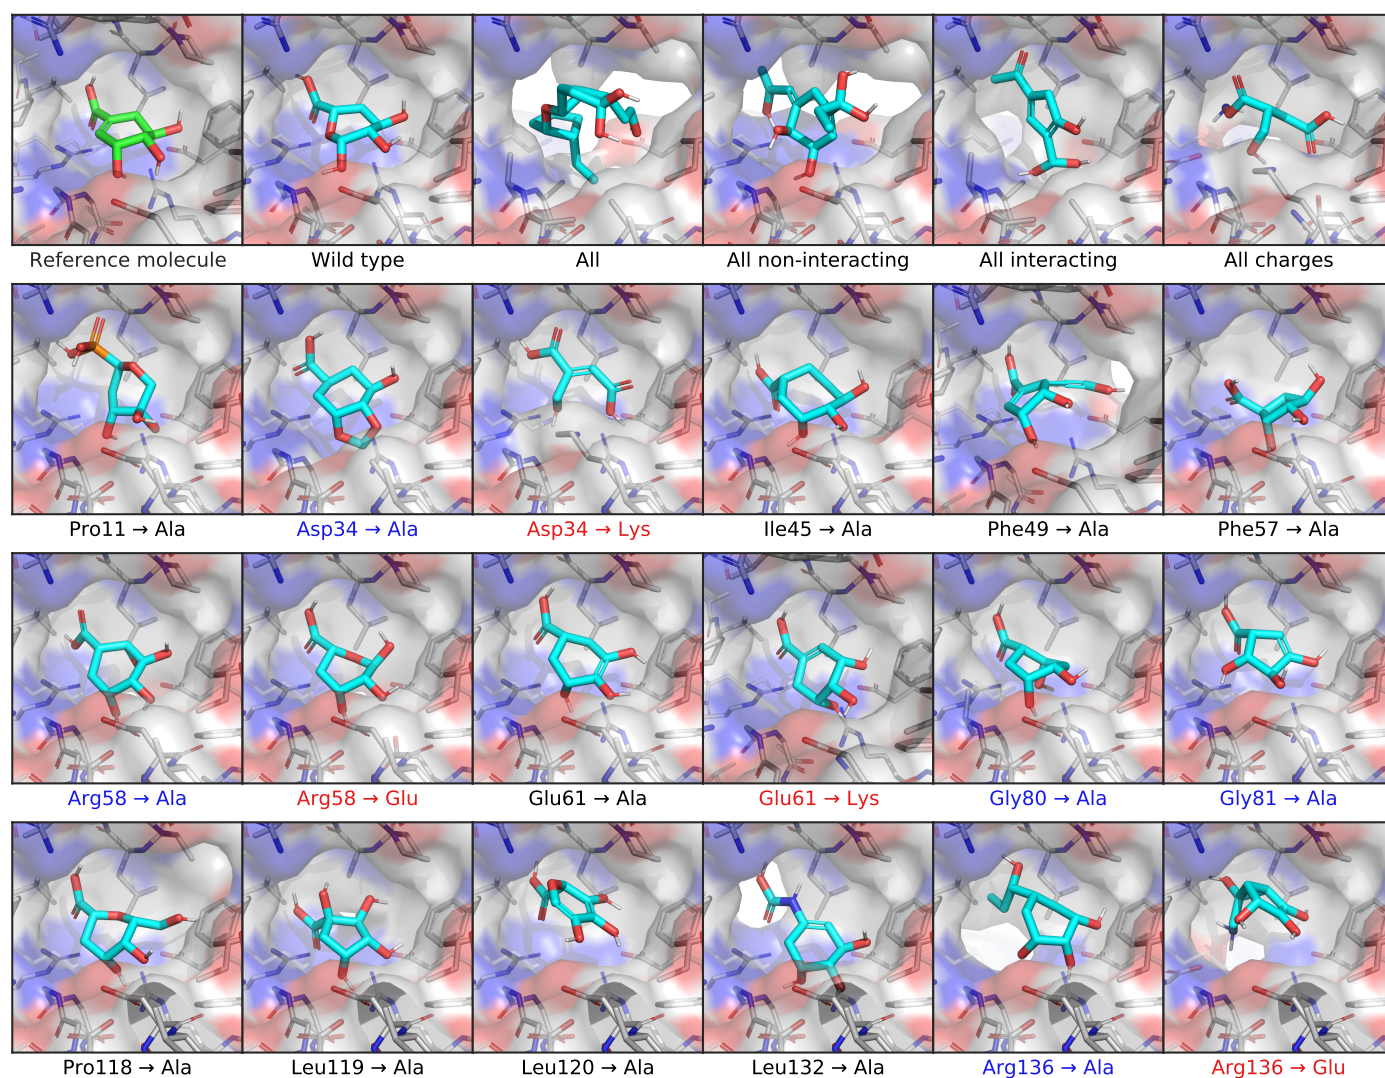 Reference molecule Wild type All All non-interacting All interacting All charges
Pro11 → Ala Asp34 → Ala Asp34 → Lys Ile45 → Ala Phe49 → Ala Phe57 → Ala
Arg58 → Ala Arg58 → Glu Glu61 → Ala Glu61 → Lys Gly80 → Ala Gly81 → Ala
Pro118 → Ala Leu119 → Ala Leu120 → Ala Leu132 → Ala Arg136 → Ala Arg136 → Glu